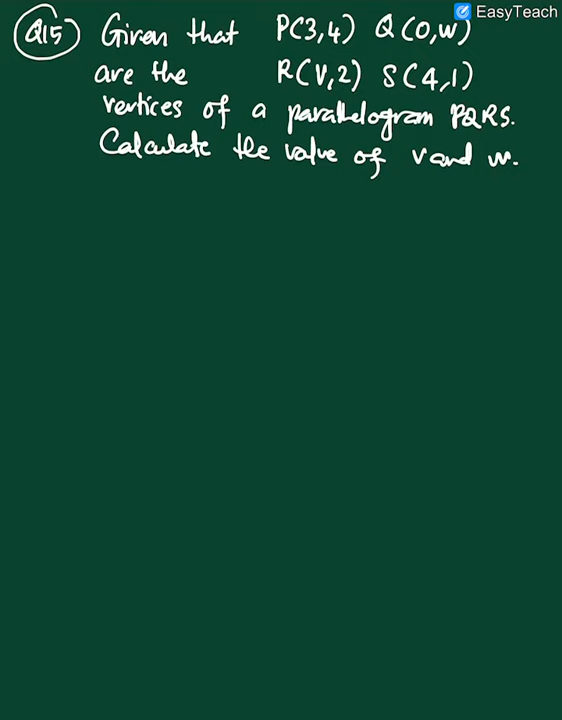 EasyTeach
Q15) Given that P(3,4) Q(0,w)
are the R(v,2) S(4,1)
vertices of a parallelogram PQRS.
Calculate the value of v and w.